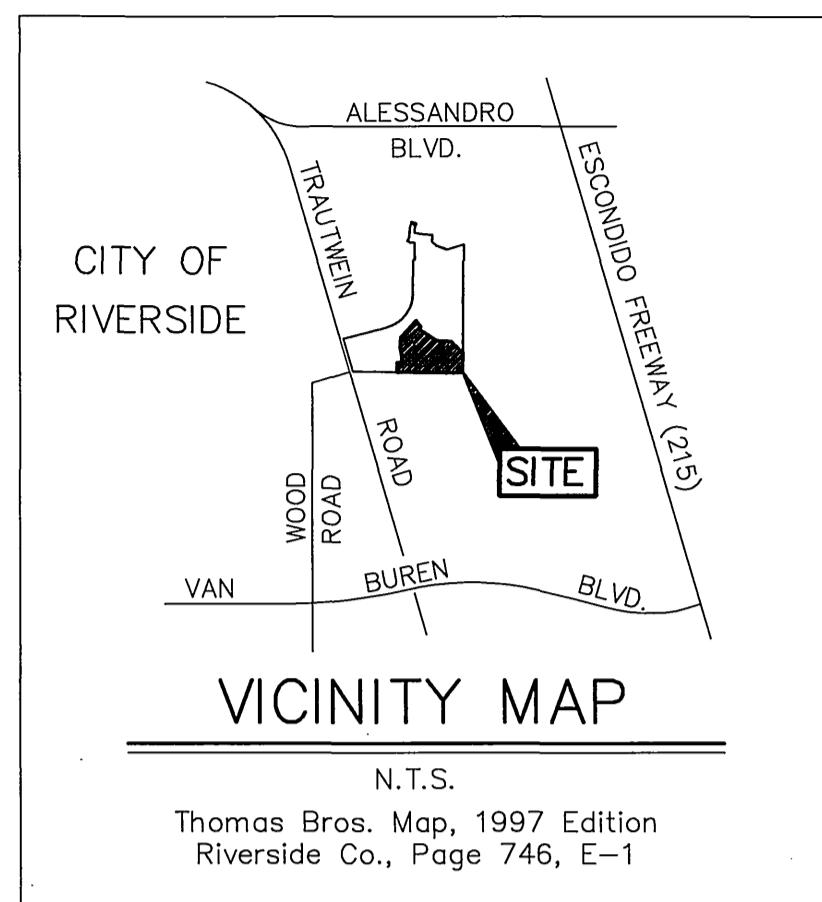 ALESSANDRO
BLVD.
TRAUTWEIN
ESCONDIDO FREEWAY (215)
CITY OF
RIVERSIDE
ROAD
SITE
WOOD
ROAD
VAN
BUREN
BLVD.
VICINITY MAP
N.T.S.
Thomas Bros. Map, 1997 Edition
Riverside Co., Page 746, E-1